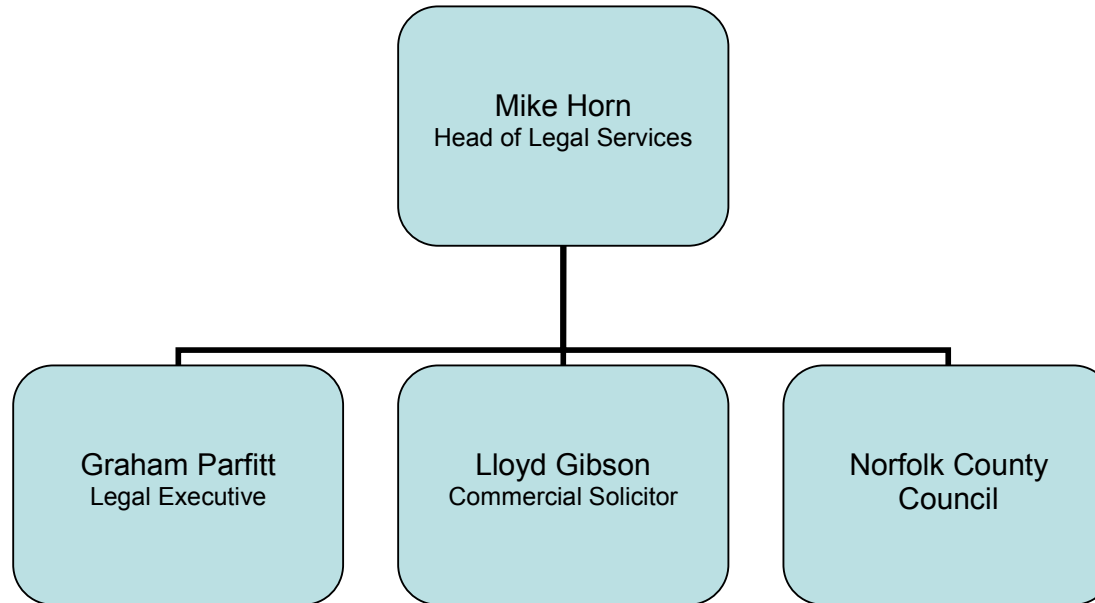 Mike Horn
Head of Legal Services
Graham Parfitt
Legal Executive
Lloyd Gibson
Commercial Solicitor
Norfolk County
Council